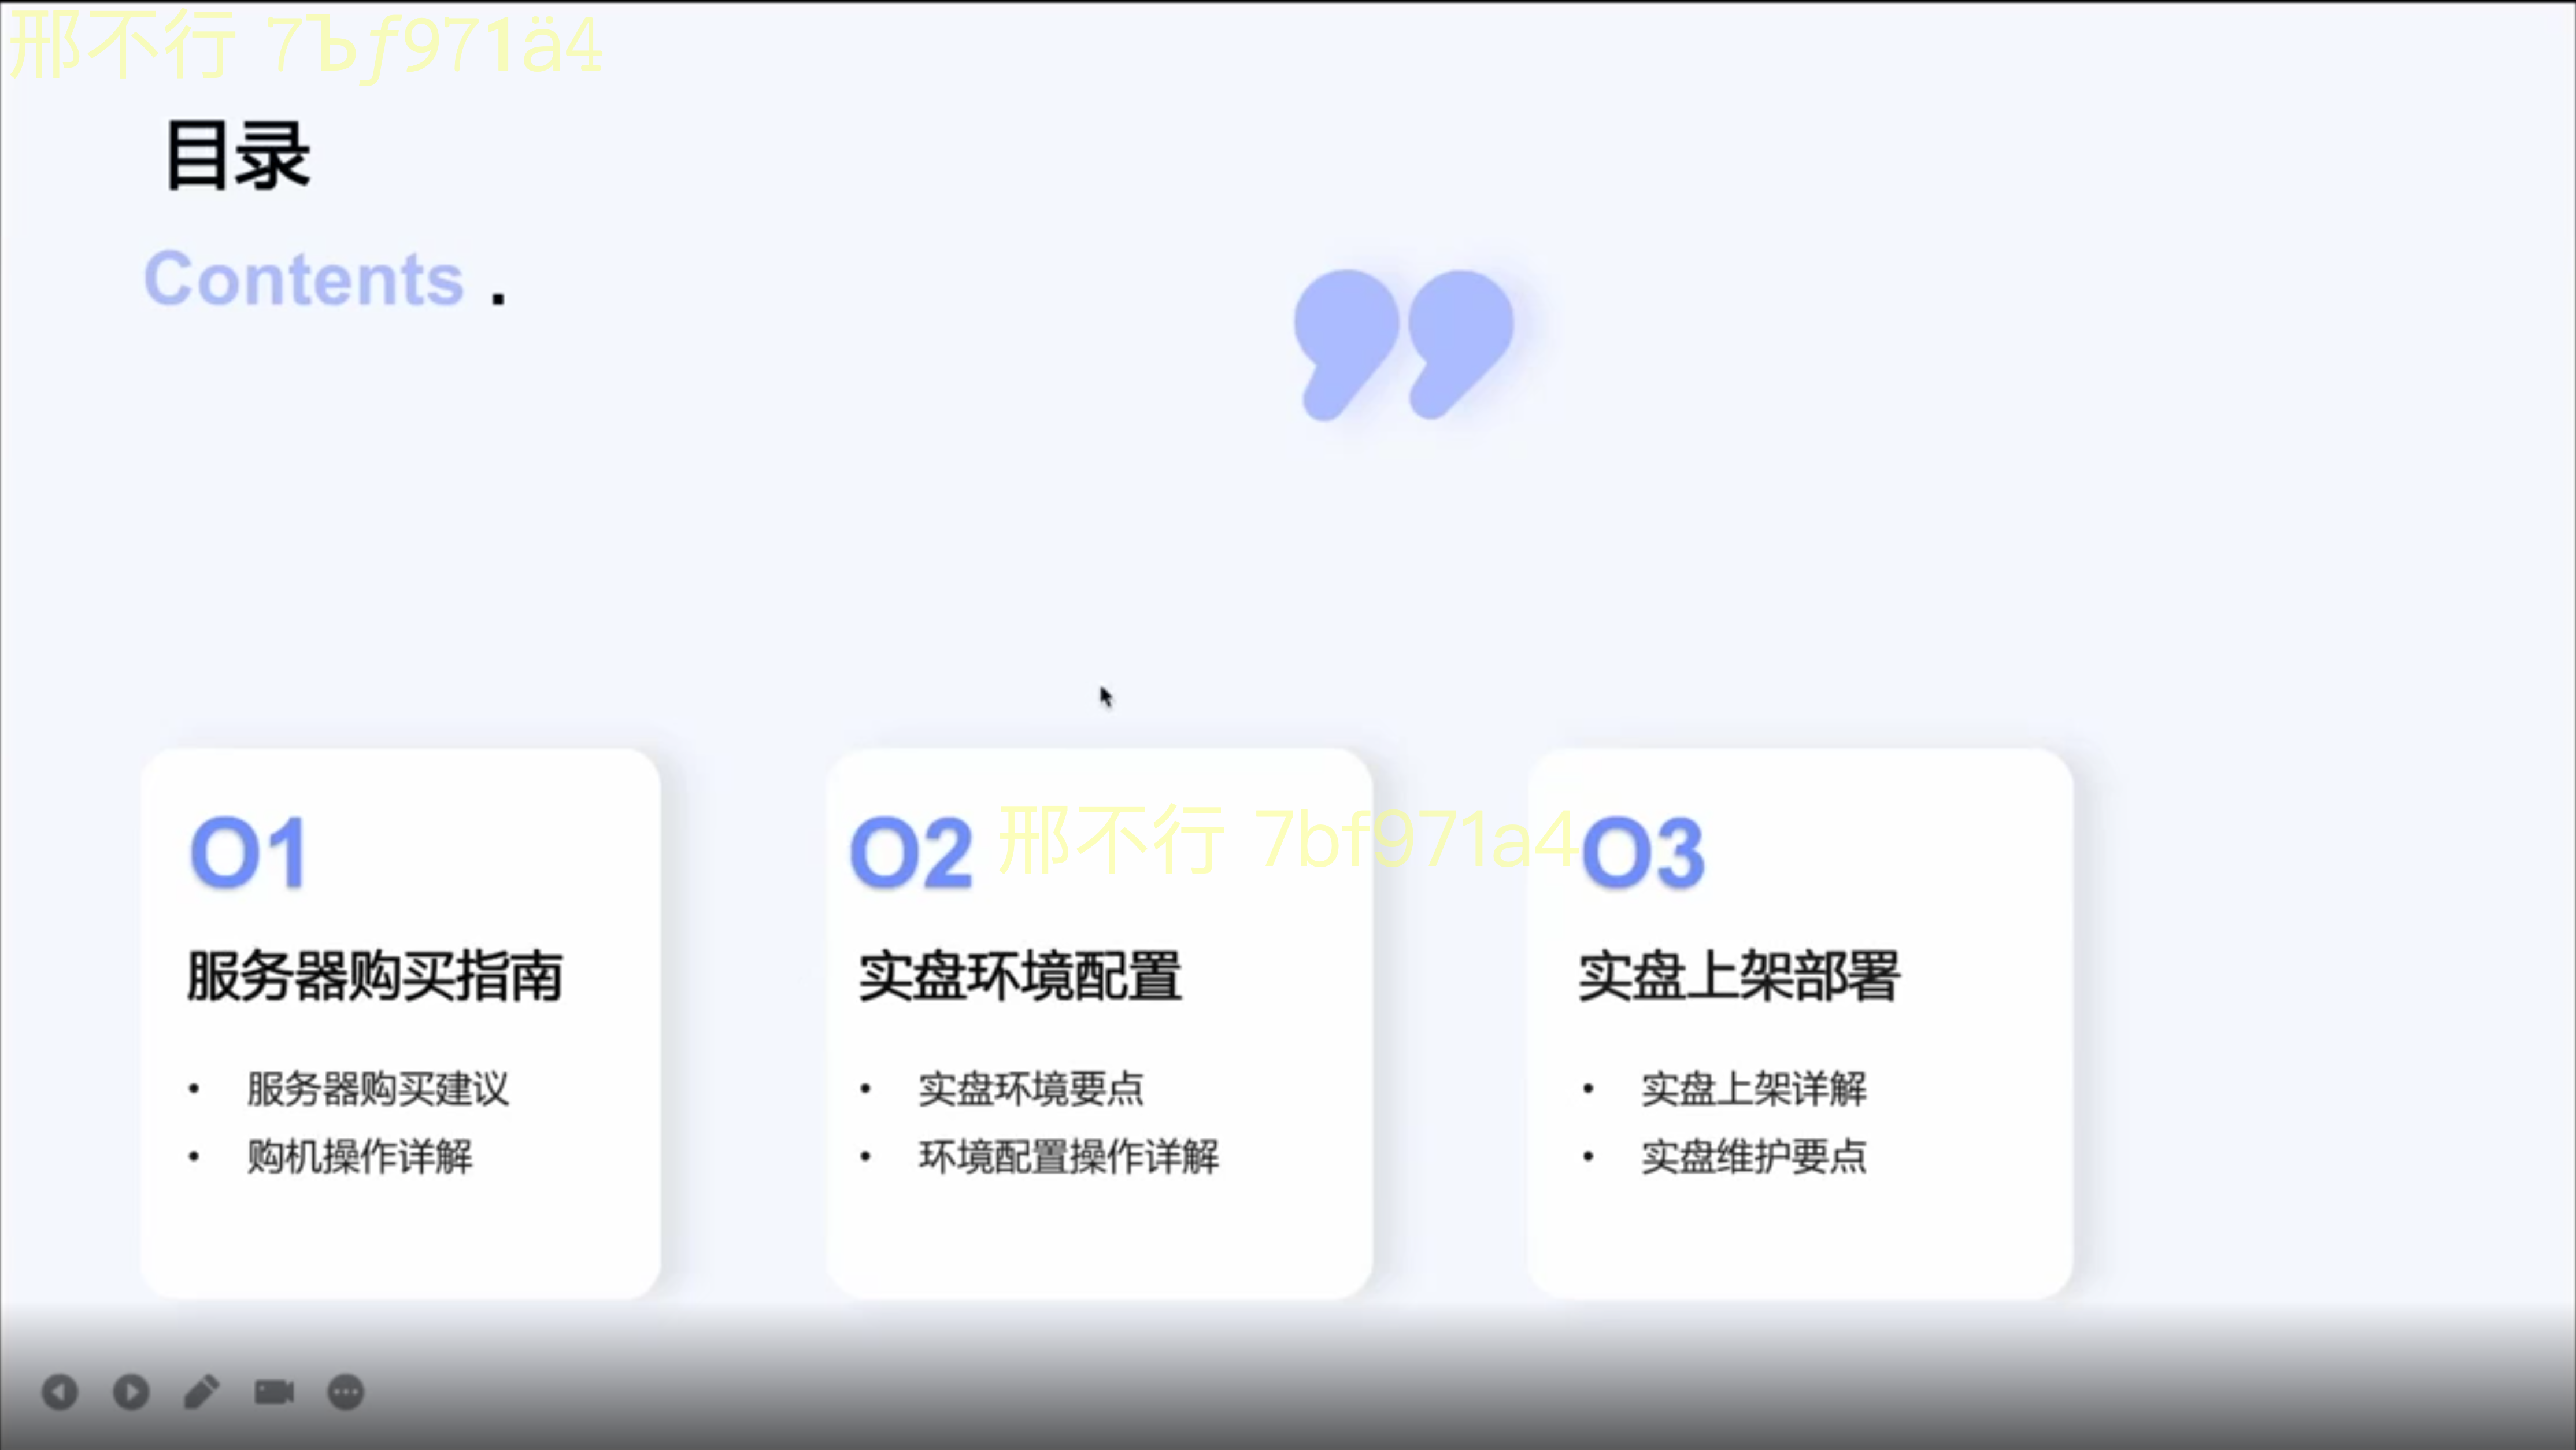 邢不行 7Ъƒ971ä4
目录
Contents .
01
服务器购买指南
• 服务器购买建议
• 购机操作详解
02
实盘环境配置
• 实盘环境要点
• 环境配置操作详解
邢不行 7bf971a4
03
实盘上架部署
• 实盘上架详解
• 实盘维护要点